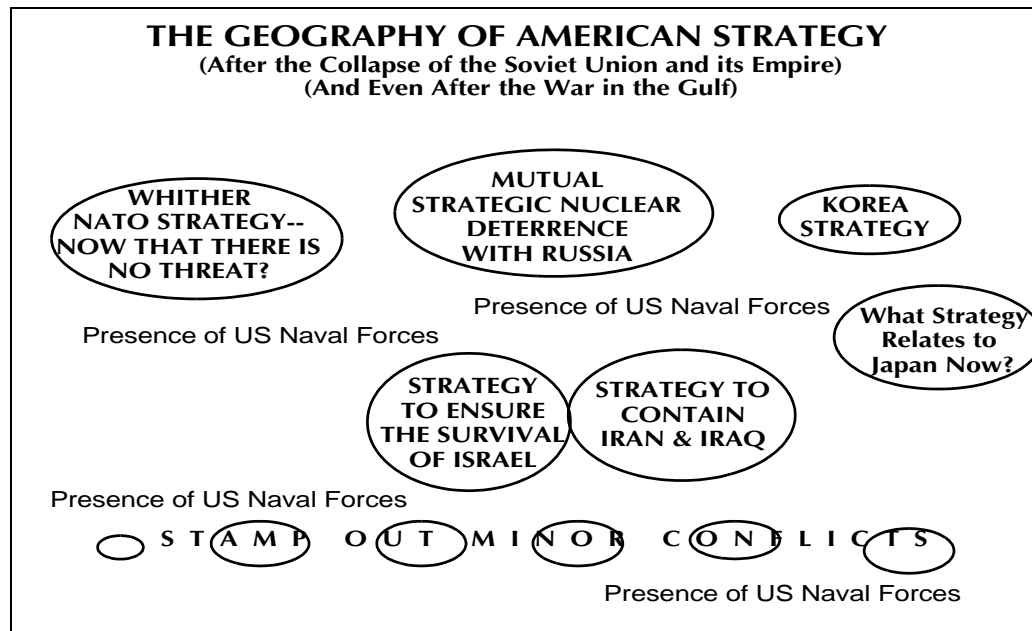 THE GEOGRAPHY OF AMERICAN STRATEGY
(After the Collapse of the Soviet Union and its Empire)
(And Even After the War in the Gulf)
WHITHER
NATO STRATEGY--
NOW THAT THERE IS
NO THREAT?
MUTUAL
STRATEGIC NUCLEAR
DETERRENCE
WITH RUSSIA
KOREA
STRATEGY
Presence of US Naval Forces
Presence of US Naval Forces
What Strategy
Relates to
Japan Now?
STRATEGY
TO ENSURE
THE SURVIVAL
OF ISRAEL
STRATEGY TO
CONTAIN
IRAN & IRAQ
Presence of US Naval Forces
STAMP OUT MINOR CONFLICTS
Presence of US Naval Forces